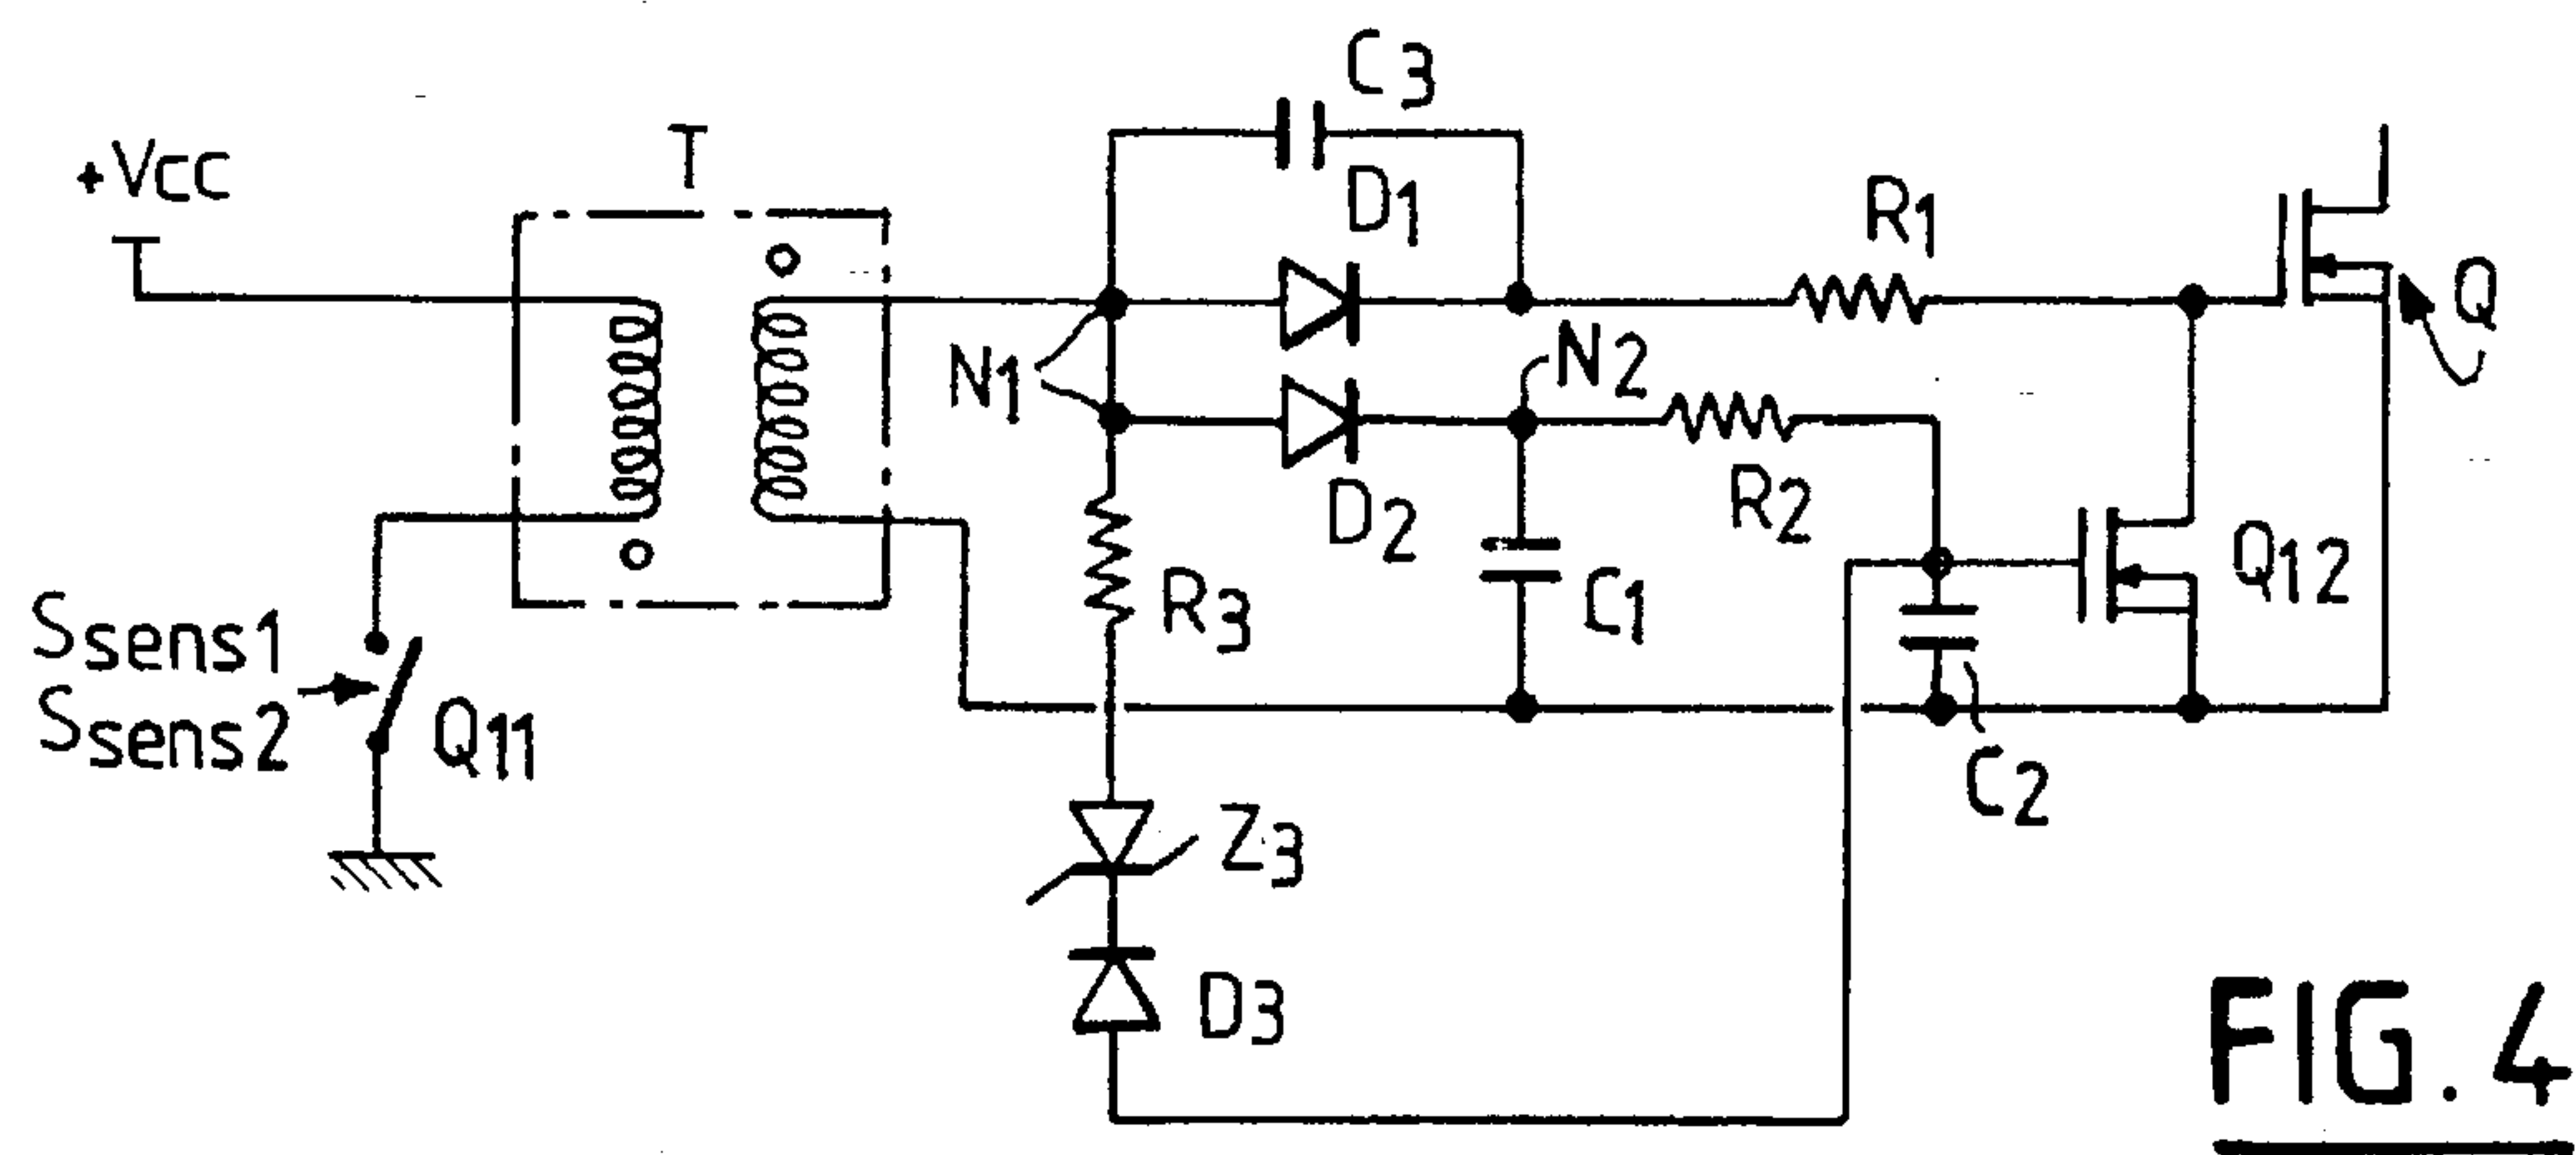 C3
+Vcc
T
D1
R1
Q
N1
N2
D2
R2
R3
C1
Q12
Ssens1
Ssens2
Q11
C2
Z3
D3
FIG. 4